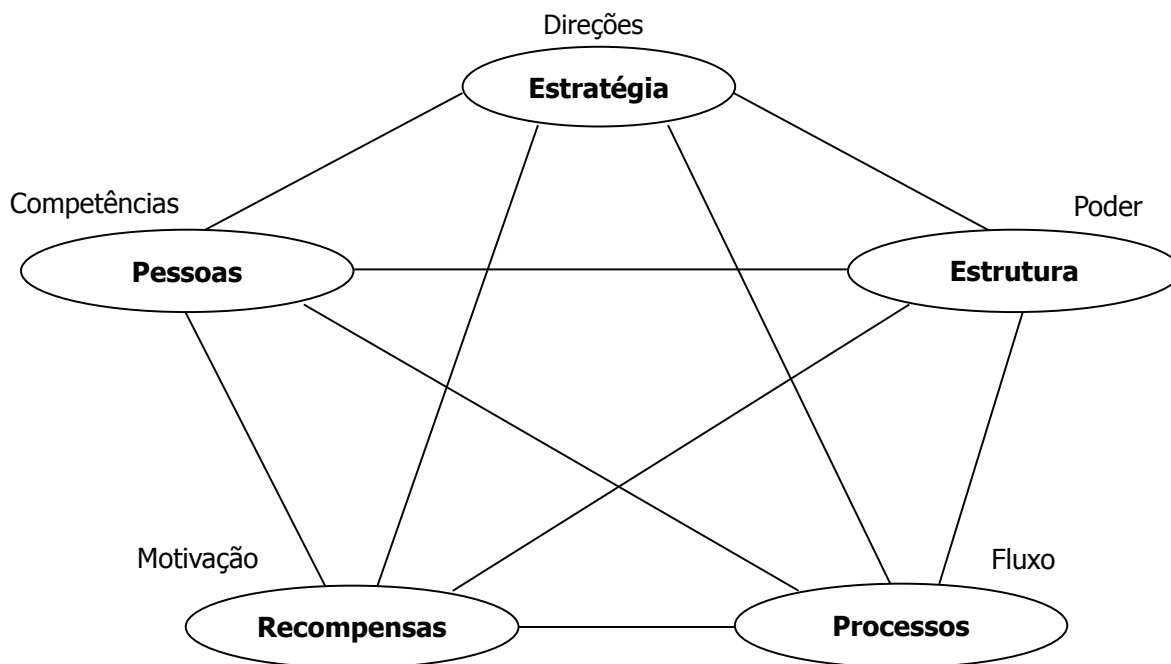 Direções
Estratégia
Competências
Poder
Pessoas
Estrutura
Motivação
Fluxo
Recompensas
Processos